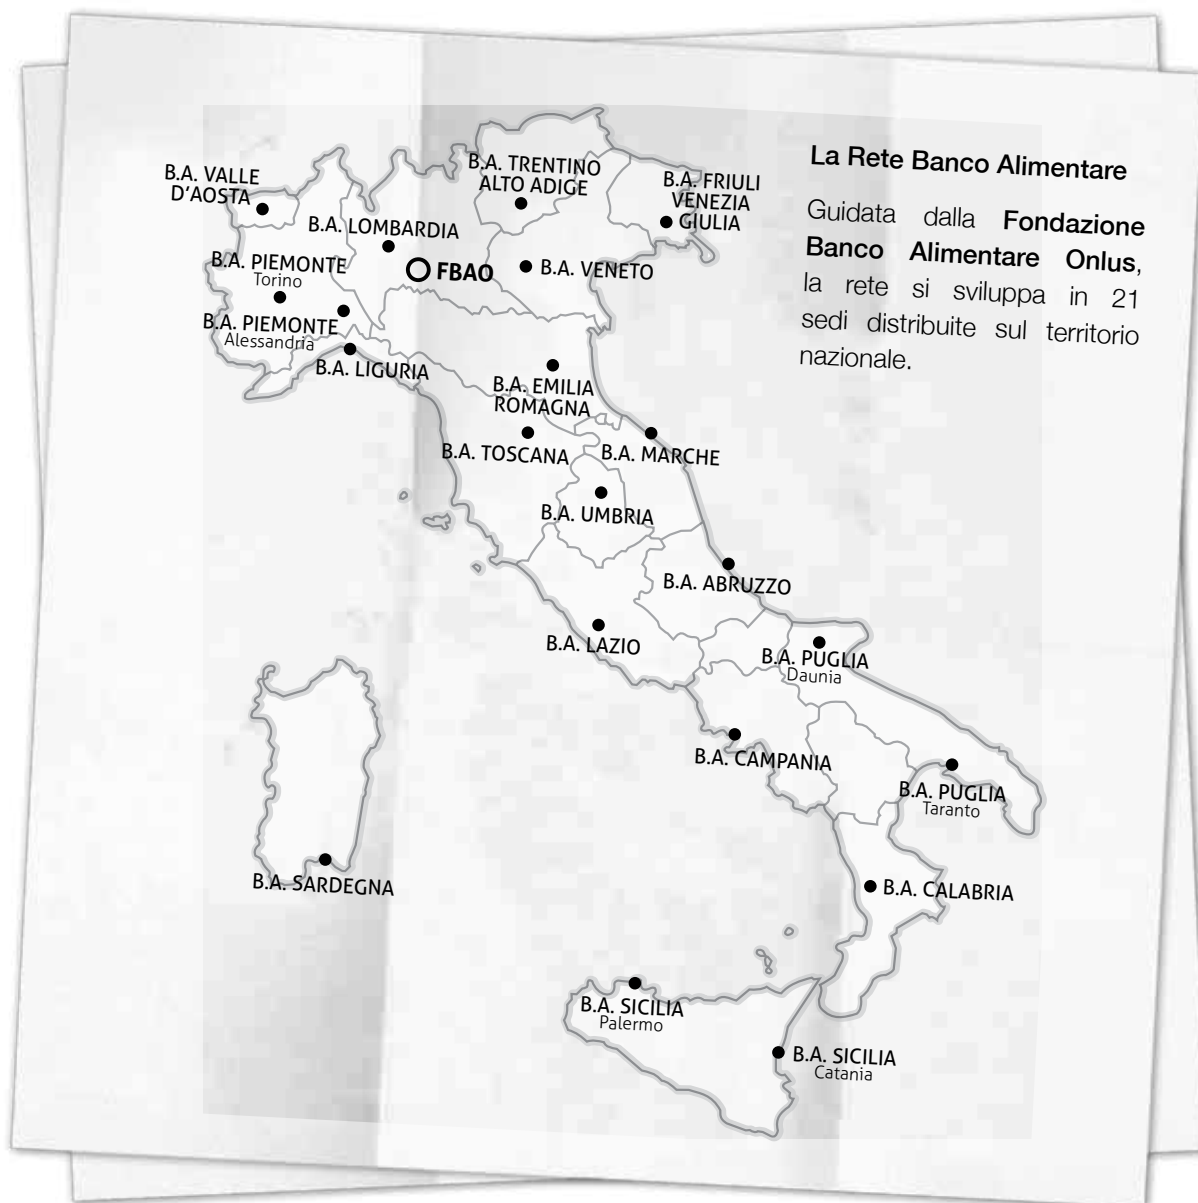 La Rete Banco Alimentare
Guidata dalla Fondazione
Banco Alimentare Onlus,
la rete si sviluppa in 21
sedi distribuite sul territorio
nazionale.
B.A. VALLE
D'AOSTA
B.A. TRENTINO
ALTO ADIGE
B.A. FRIULI
VENEZIA
GIULIA
B.A. LOMBARDIA
B.A. PIEMONTE
Torino
FBAO
B.A. VENETO
B.A. PIEMONTE
Alessandria
B.A. LIGURIA
B.A. EMILIA
ROMAGNA
B.A. TOSCANA
B.A. MARCHE
B.A. UMBRIA
B.A. ABRUZZO
B.A. LAZIO
B.A. PUGLIA
Daunia
B.A. CAMPANIA
B.A. PUGLIA
Taranto
B.A. SARDEGNA
B.A. CALABRIA
B.A. SICILIA
Palermo
B.A. SICILIA
Catania